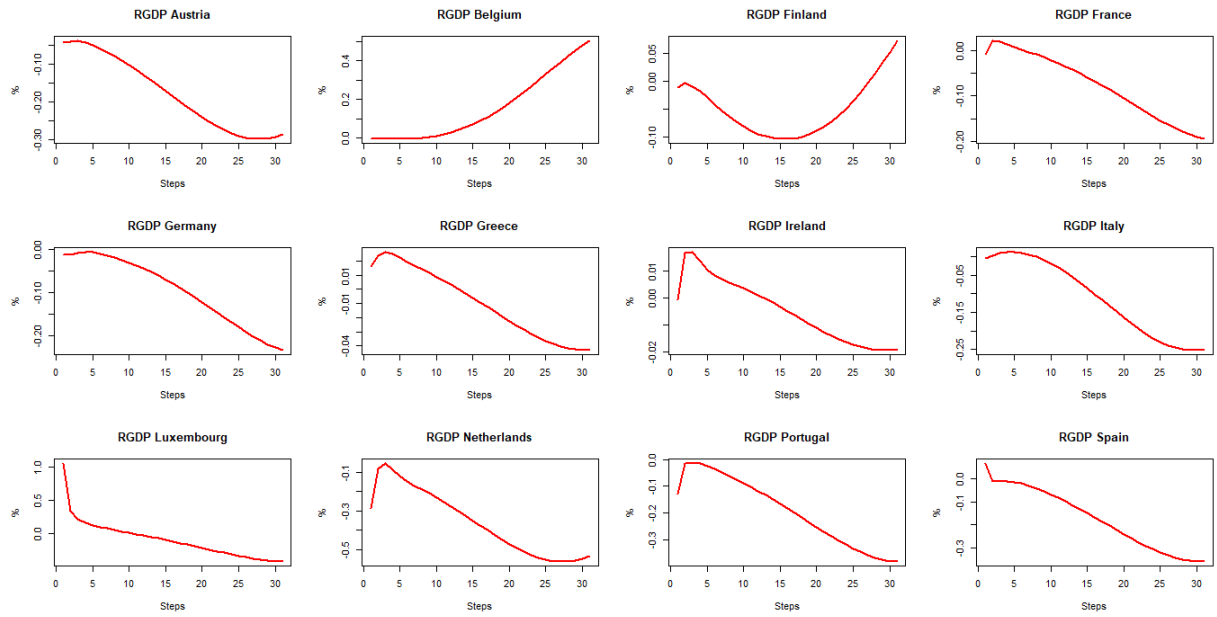 RGDP Austria
%
-0.30 -0.20 -0.10
0 5 10 15 20 25 30
Steps
RGDP Belgium
%
0.0 0.2 0.4
0 5 10 15 20 25 30
Steps
RGDP Finland
%
-0.10 0.00 0.05
0 5 10 15 20 25 30
Steps
RGDP France
%
-0.20 -0.10 0.00
0 5 10 15 20 25 30
Steps
RGDP Germany
%
-0.20 -0.10 0.00
0 5 10 15 20 25 30
Steps
RGDP Greece
%
-0.04 -0.01 0.01
0 5 10 15 20 25 30
Steps
RGDP Ireland
%
-0.02 0.00 0.01
0 5 10 15 20 25 30
Steps
RGDP Italy
%
-0.25 -0.15 -0.05
0 5 10 15 20 25 30
Steps
RGDP Luxembourg
%
0.0 0.5 1.0
0 5 10 15 20 25 30
Steps
RGDP Netherlands
%
-0.5 -0.3 -0.1
0 5 10 15 20 25 30
Steps
RGDP Portugal
%
-0.3 -0.2 -0.1 0.0
0 5 10 15 20 25 30
Steps
RGDP Spain
%
-0.3 -0.1 0.0
0 5 10 15 20 25 30
Steps